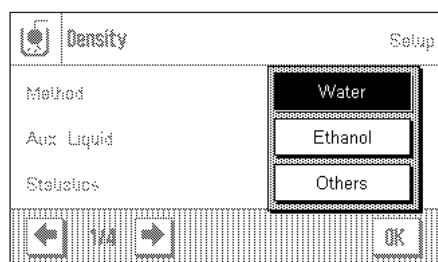 Density Setup
Method Water
Aux Liquid Ethanol
Statistics Others
1/4 OK